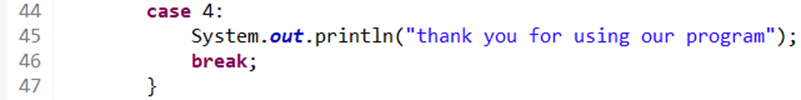 44 case 4:
45 System.out.println("thank you for using our program");
46 break;
47 }